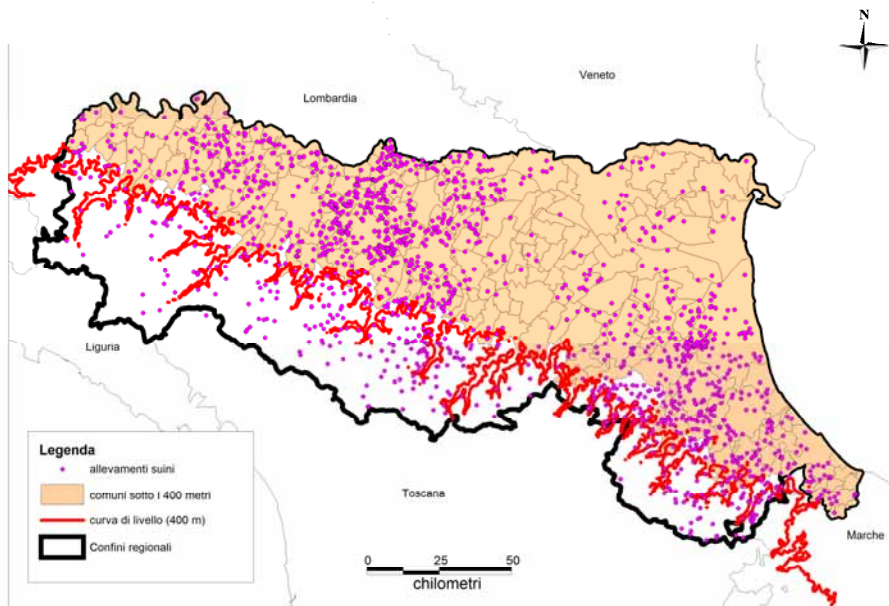 N
Veneto
Lombardia
Liguria
Legenda
allevamenti suini
comuni sotto i 400 metri
curva di livello (400 m)
Confini regionali
Toscana
Marche
0 25 50
chilometri